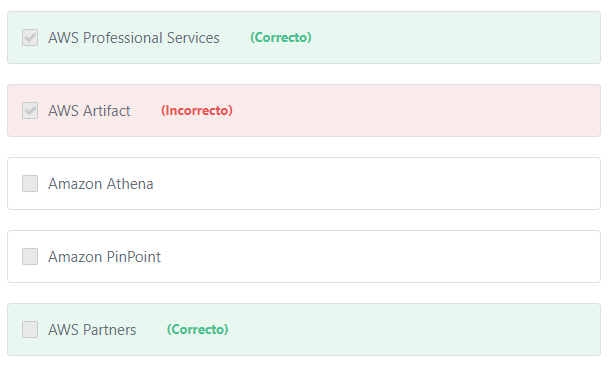 AWS Professional Services (Correcto)
AWS Artifact (Incorrecto)
Amazon Athena
Amazon PinPoint
AWS Partners (Correcto)